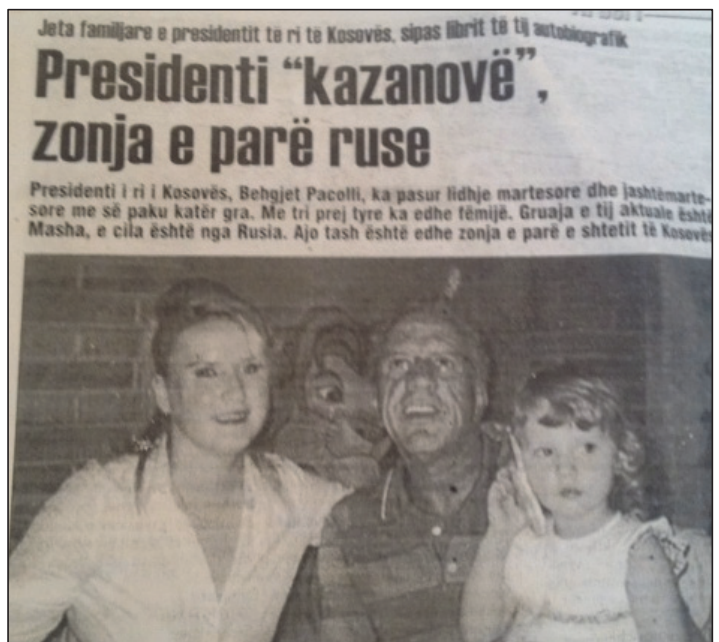 Jeta familjare e presidentit të ri të Kosovës, sipas librit të tij autobiografik
Presidenti “kazanovë”,
zonja e parë ruse
Presidenti i ri i Kosovës, Behgjet Pacolli, ka pasur lidhje martesore dhe jashtëmarte-
sore me së paku katër gra. Me tri prej tyre ka edhe fëmijë. Gruaja e tij aktuale është
Masha, e cila është nga Rusia. Ajo tash është edhe zonja e parë e shtetit të Kosovës